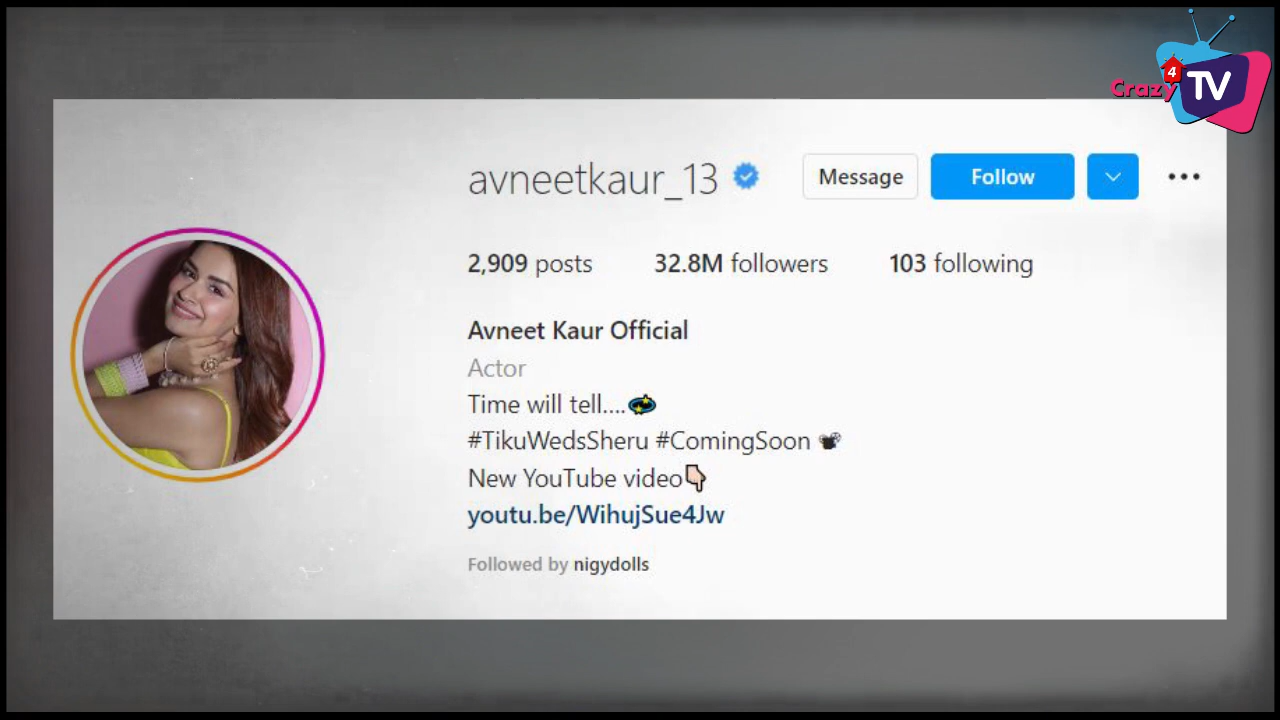 Crazy 4 TV
avneetkaur_13 Message Follow
2,909 posts 32.8M followers 103 following
Avneet Kaur Official
Actor
Time will tell....💫
#TikuWedsSheru #ComingSoon 📽
New YouTube video👇🏻
youtu.be/WihujSue4Jw
Followed by nigydolls